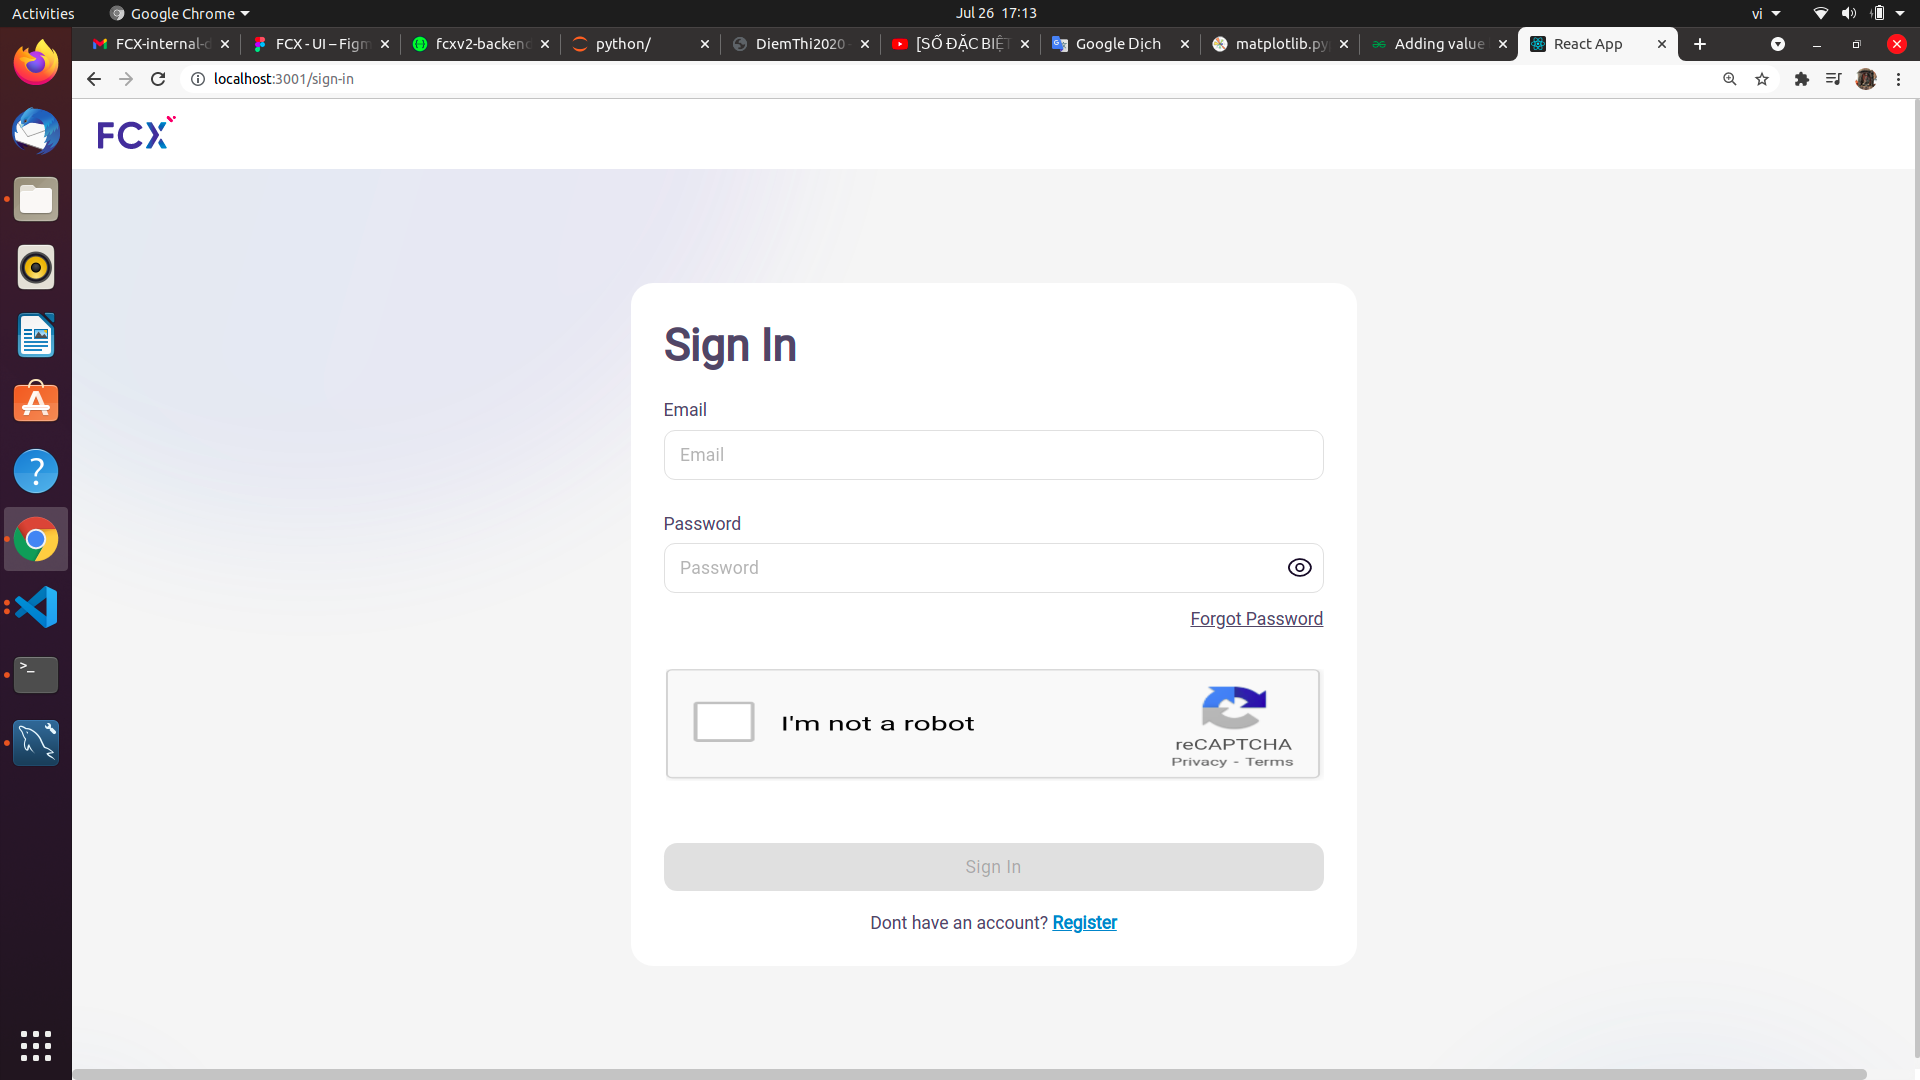 Activities Google Chrome Jul 26 17:13 vi
FCX-internal-d FCX - UI – Figm fcxv2-backend python/ DiemThi2020 - [SỐ ĐẶC BIỆT Google Dịch matplotlib.py Adding value React App
localhost:3001/sign-in
FCX
Sign In
Email
Email
Password
Password
Forgot Password
I'm not a robot
reCAPTCHA
Privacy - Terms
Sign In
Dont have an account? Register